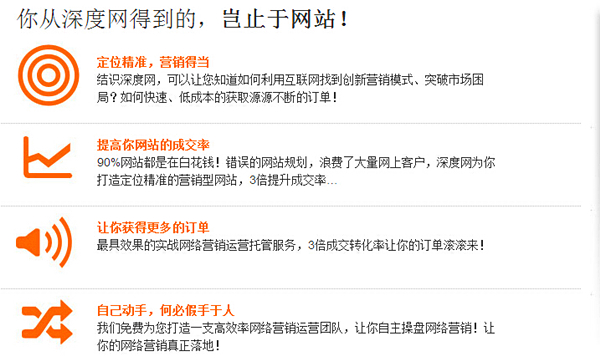 你从深度网得到的，岂止于网站！
定位精准，营销得当
结识深度网，可以让您知道如何利用互联网找到创新营销模式、突破市场困
局？如何快速、低成本的获取源源不断的订单！
提高你网站的成交率
90%网站都是在白花钱！错误的网站规划，浪费了大量网上客户，深度网为你
打造定位精准的营销型网站，3倍提升成交率...
让你获得更多的订单
最具效果的实战网络营销运营托管服务，3倍成交转化率让你的订单滚滚来！
自己动手，何必假手于人
我们免费为您打造一支高效率网络营销运营团队，让你自主操盘网络营销！让
你的网络营销真正落地！